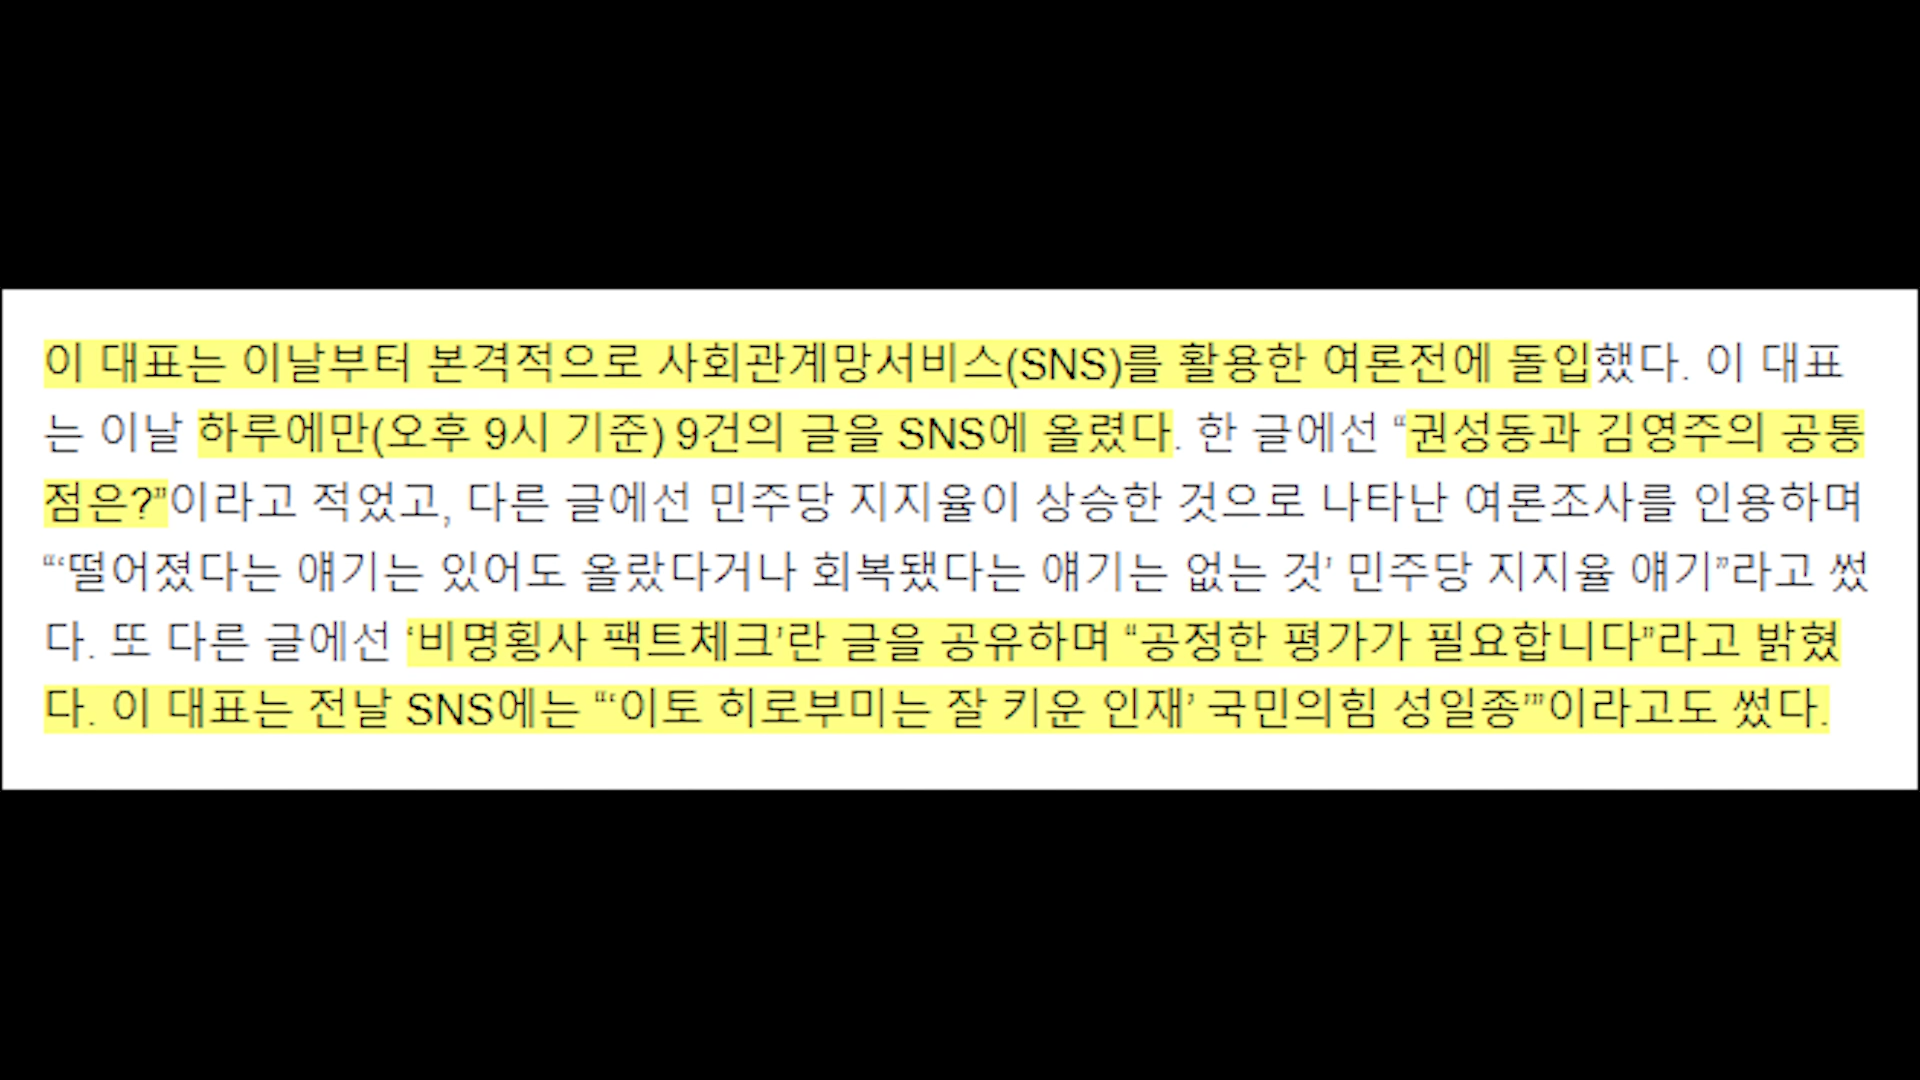 이 대표는 이날부터 본격적으로 사회관계망서비스(SNS)를 활용한 여론전에 돌입했다. 이 대표
는 이날 하루에만(오후 9시 기준) 9건의 글을 SNS에 올렸다. 한 글에선 “권성동과 김영주의 공통
점은?”이라고 적었고, 다른 글에선 민주당 지지율이 상승한 것으로 나타난 여론조사를 인용하며
“‘떨어졌다는 얘기는 있어도 올랐다거나 회복됐다는 얘기는 없는 것’ 민주당 지지율 얘기”라고 썼
다. 또 다른 글에선 ‘비명횡사 팩트체크’란 글을 공유하며 “공정한 평가가 필요합니다”라고 밝혔
다. 이 대표는 전날 SNS에는 “‘이토 히로부미는 잘 키운 인재’ 국민의힘 성일종’”이라고도 썼다.